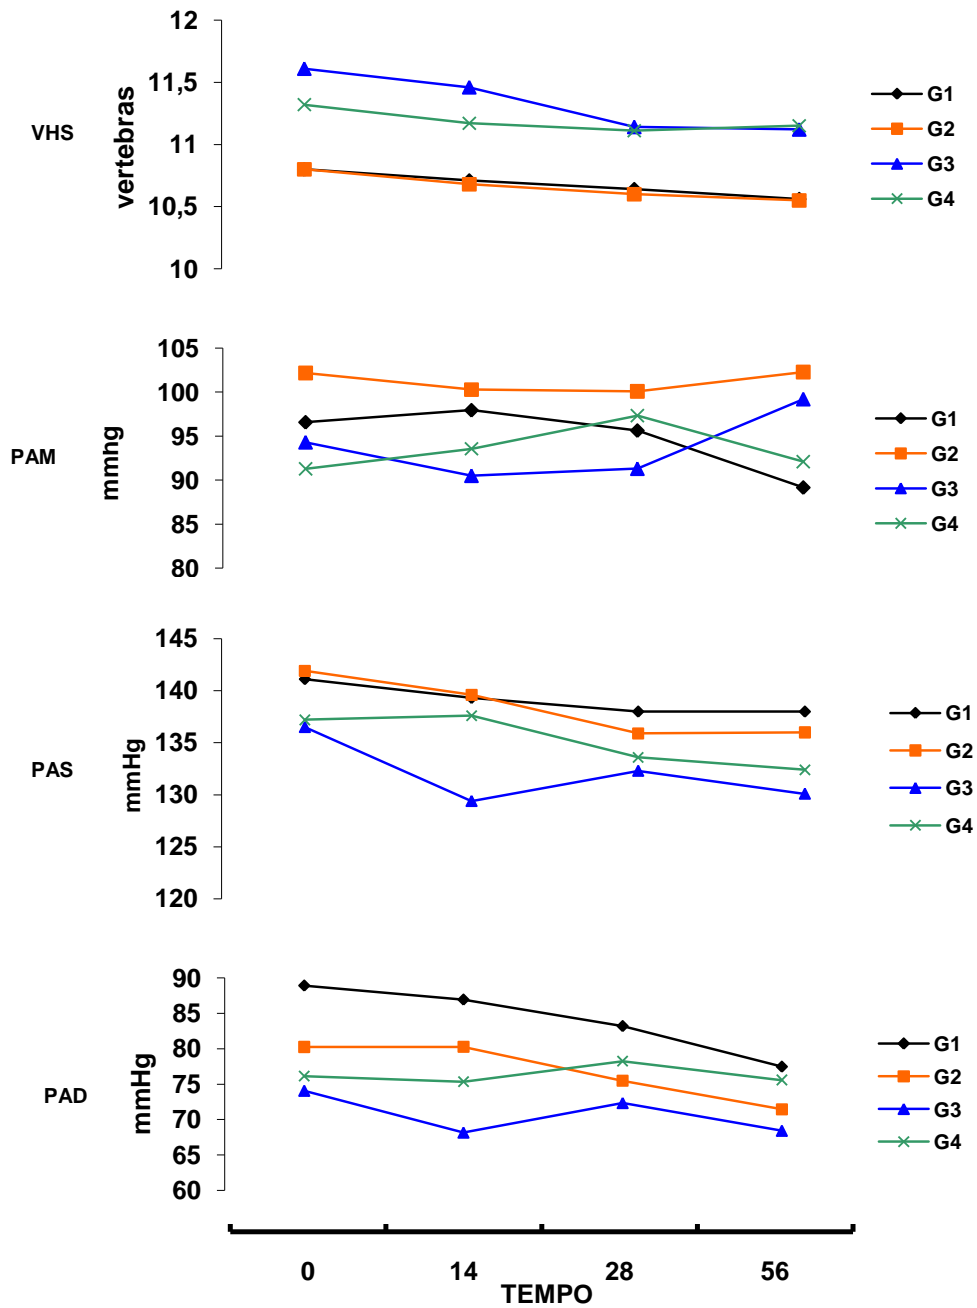 VHS
vertebras
12
11,5
11
10,5
10
G1
G2
G3
G4
PAM
mmhg
105
100
95
90
85
80
G1
G2
G3
G4
PAS
mmHg
145
140
135
130
125
120
G1
G2
G3
G4
PAD
mmHg
90
85
80
75
70
65
60
G1
G2
G3
G4
0 14 28 56
TEMPO